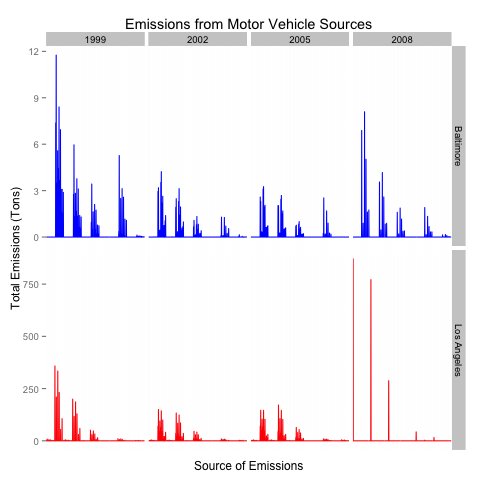 Emissions from Motor Vehicle Sources
1999
2002
2005
2008
12
9
6
3
0
Baltimore
Total Emissions (Tons)
750
500
250
0
Los Angeles
Source of Emissions